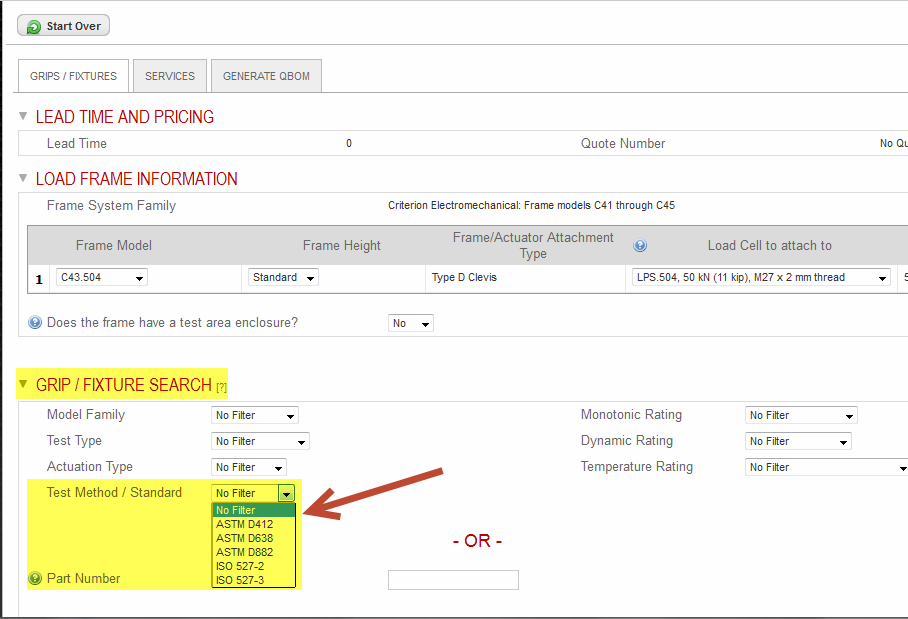 Start Over
GRIPS / FIXTURES SERVICES GENERATE QBOM
LEAD TIME AND PRICING
Lead Time 0 Quote Number No Qu
LOAD FRAME INFORMATION
Frame System Family Criterion Electromechanical: Frame models C41 through C45
Frame Model Frame Height Frame/Actuator Attachment Type ? Load Cell to attach to
1 C43.504 Standard Type D Clevis LPS.504, 50 kN (11 kip), M27 x 2 mm thread 5
? Does the frame have a test area enclosure? No
GRIP / FIXTURE SEARCH [?]
Model Family No Filter Monotonic Rating No Filter
Test Type No Filter Dynamic Rating No Filter
Actuation Type No Filter Temperature Rating No Filter
Test Method / Standard No Filter
No Filter
ASTM D412
ASTM D638
ASTM D882
ISO 527-2
ISO 527-3
- OR -
? Part Number